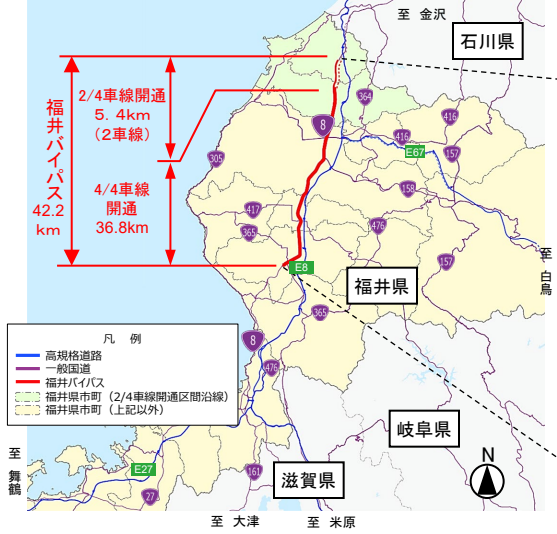 至 金沢
石川県
2/4車線開通
5.4km
（2車線）
福井バイパス
42.2
km
4/4車線
開通
36.8km
8
364
416
416
E67
157
305
158
417
365
476
E8
157
福井県
至 白鳥
365
凡 例
高規格道路
一般国道
福井バイパス
福井県市町（2/4車線開通区間沿線）
福井県市町（上記以外）
8
476
岐阜県
至 舞鶴
E27
27
161
滋賀県
N
至 大津
至 米原